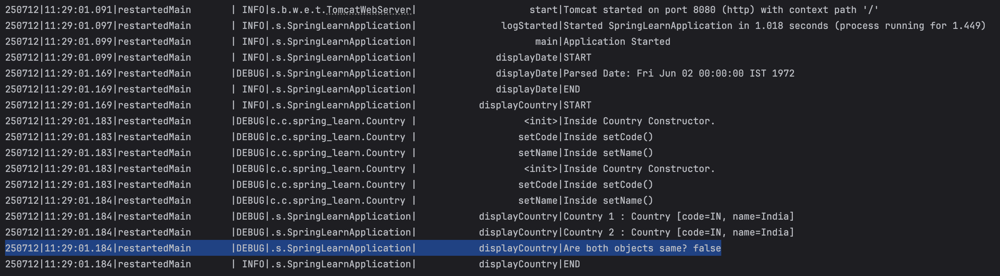 250712|11:29:01.091|restartedMain       | INFO|s.b.w.e.t.TomcatWebServer|                    start|Tomcat started on port 8080 (http) with context path '/'
250712|11:29:01.097|restartedMain       | INFO|.s.SpringLearnApplication|               logStarted|Started SpringLearnApplication in 1.018 seconds (process running for 1.449)
250712|11:29:01.099|restartedMain       | INFO|.s.SpringLearnApplication|                     main|Application Started
250712|11:29:01.099|restartedMain       | INFO|.s.SpringLearnApplication|              displayDate|START
250712|11:29:01.169|restartedMain       |DEBUG|.s.SpringLearnApplication|              displayDate|Parsed Date: Fri Jun 02 00:00:00 IST 1972
250712|11:29:01.169|restartedMain       | INFO|.s.SpringLearnApplication|              displayDate|END
250712|11:29:01.169|restartedMain       | INFO|.s.SpringLearnApplication|           displayCountry|START
250712|11:29:01.183|restartedMain       |DEBUG|c.c.spring_learn.Country |                   <init>|Inside Country Constructor.
250712|11:29:01.183|restartedMain       |DEBUG|c.c.spring_learn.Country |                  setCode|Inside setCode()
250712|11:29:01.183|restartedMain       |DEBUG|c.c.spring_learn.Country |                  setName|Inside setName()
250712|11:29:01.183|restartedMain       |DEBUG|c.c.spring_learn.Country |                   <init>|Inside Country Constructor.
250712|11:29:01.183|restartedMain       |DEBUG|c.c.spring_learn.Country |                  setCode|Inside setCode()
250712|11:29:01.184|restartedMain       |DEBUG|c.c.spring_learn.Country |                  setName|Inside setName()
250712|11:29:01.184|restartedMain       |DEBUG|.s.SpringLearnApplication|           displayCountry|Country 1 : Country [code=IN, name=India]
250712|11:29:01.184|restartedMain       |DEBUG|.s.SpringLearnApplication|           displayCountry|Country 2 : Country [code=IN, name=India]
250712|11:29:01.184|restartedMain       |DEBUG|.s.SpringLearnApplication|           displayCountry|Are both objects same? false
250712|11:29:01.184|restartedMain       | INFO|.s.SpringLearnApplication|           displayCountry|END